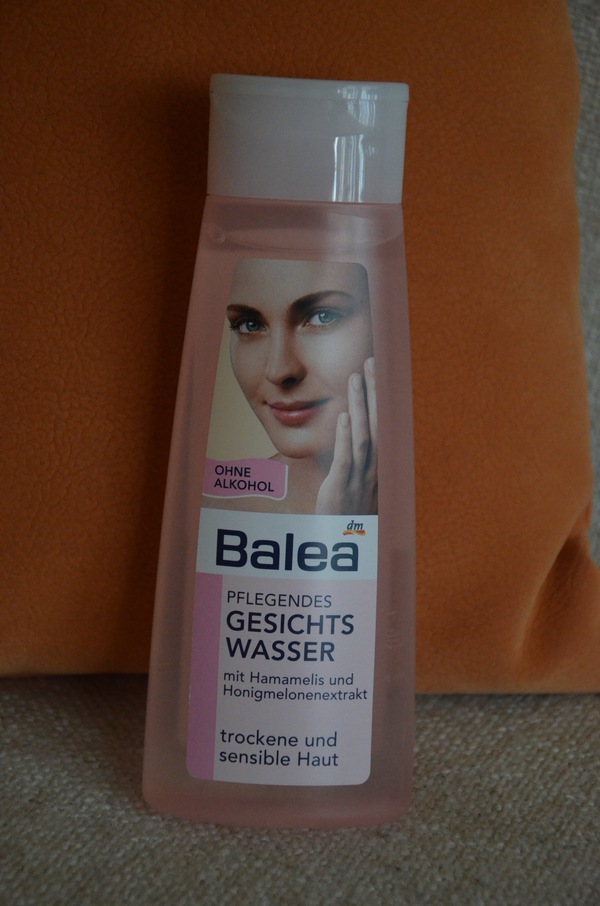 OHNE
ALKOHOL
dm
Balea
PFLEGENDES
GESICHTS
WASSER
mit Hamamelis und
Honigmelonenextrakt
trockene und
sensible Haut